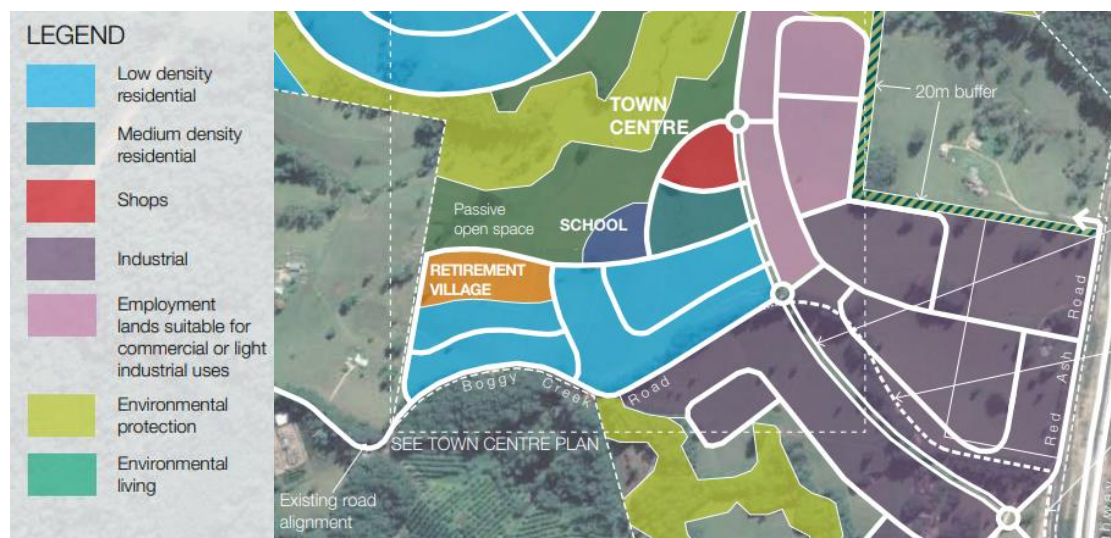 LEGEND
Low density
residential
Medium density
residential
Shops
Industrial
Employment
lands suitable for
commercial or light
industrial uses
Environmental
protection
Environmental
living
20m buffer
TOWN
CENTRE
Passive
open space
SCHOOL
RETIREMENT
VILLAGE
Boggy Creek Road
Red Ash Road
SEE TOWN CENTRE PLAN
Existing road
alignment